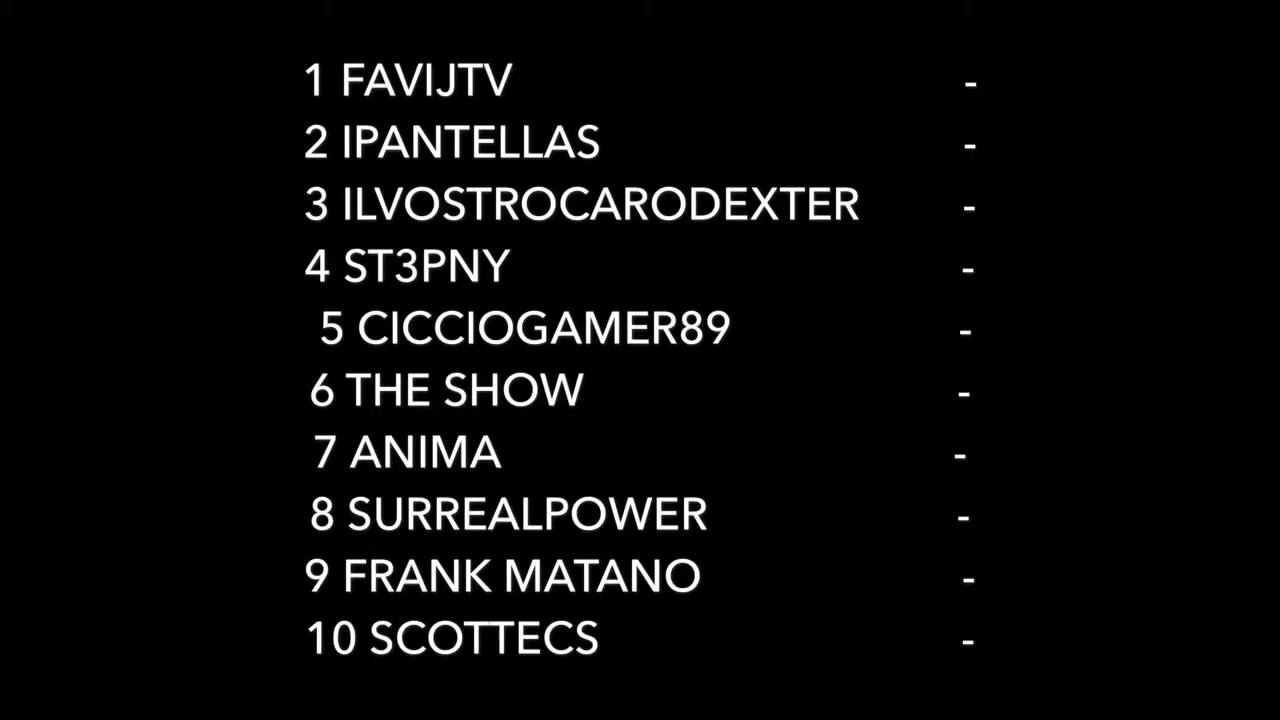 1 FAVIJTV -
2 IPANTELLAS -
3 ILVOSTROCARODEXTER -
4 ST3PNY -
5 CICCIOGAMER89 -
6 THE SHOW -
7 ANIMA -
8 SURREALPOWER -
9 FRANK MATANO -
10 SCOTTECS -